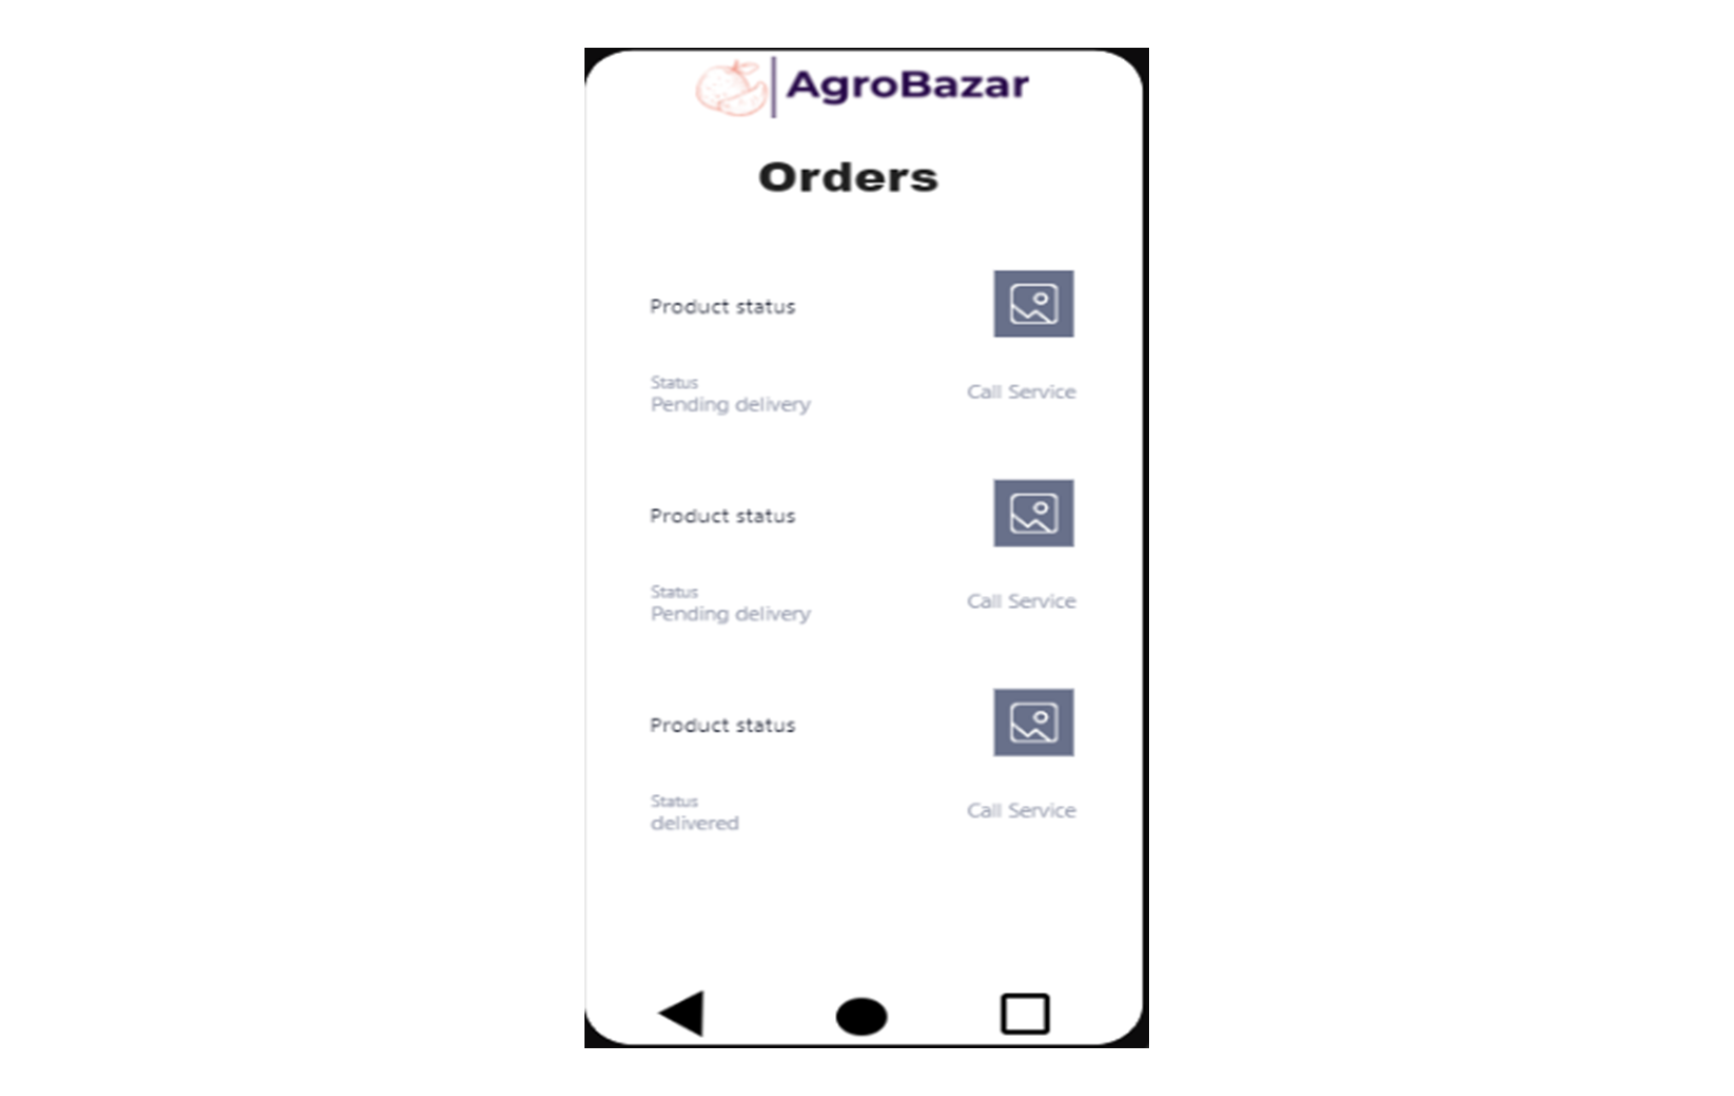 AgroBazar
Orders
Product status
Status
Pending delivery
Call Service
Product status
Status
Pending delivery
Call Service
Product status
Status
delivered
Call Service